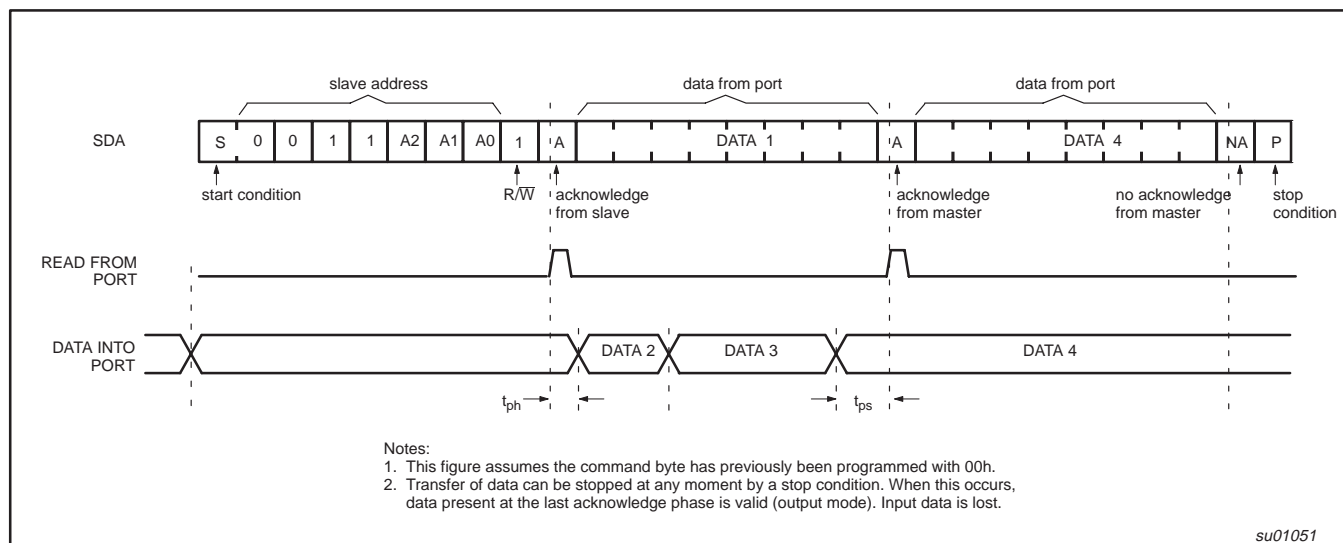 slave address
data from port
data from port
SDA
S 0 0 1 1 A2 A1 A0 1 A DATA 1 A DATA 4 NA P
start condition
R/W̅
acknowledge
from slave
acknowledge
from master
no acknowledge
from master
stop
condition
READ FROM
PORT
DATA INTO
PORT
DATA 2
DATA 3
DATA 4
tph
tps
Notes:
1. This figure assumes the command byte has previously been programmed with 00h.
2. Transfer of data can be stopped at any moment by a stop condition. When this occurs,
data present at the last acknowledge phase is valid (output mode). Input data is lost.
su01051